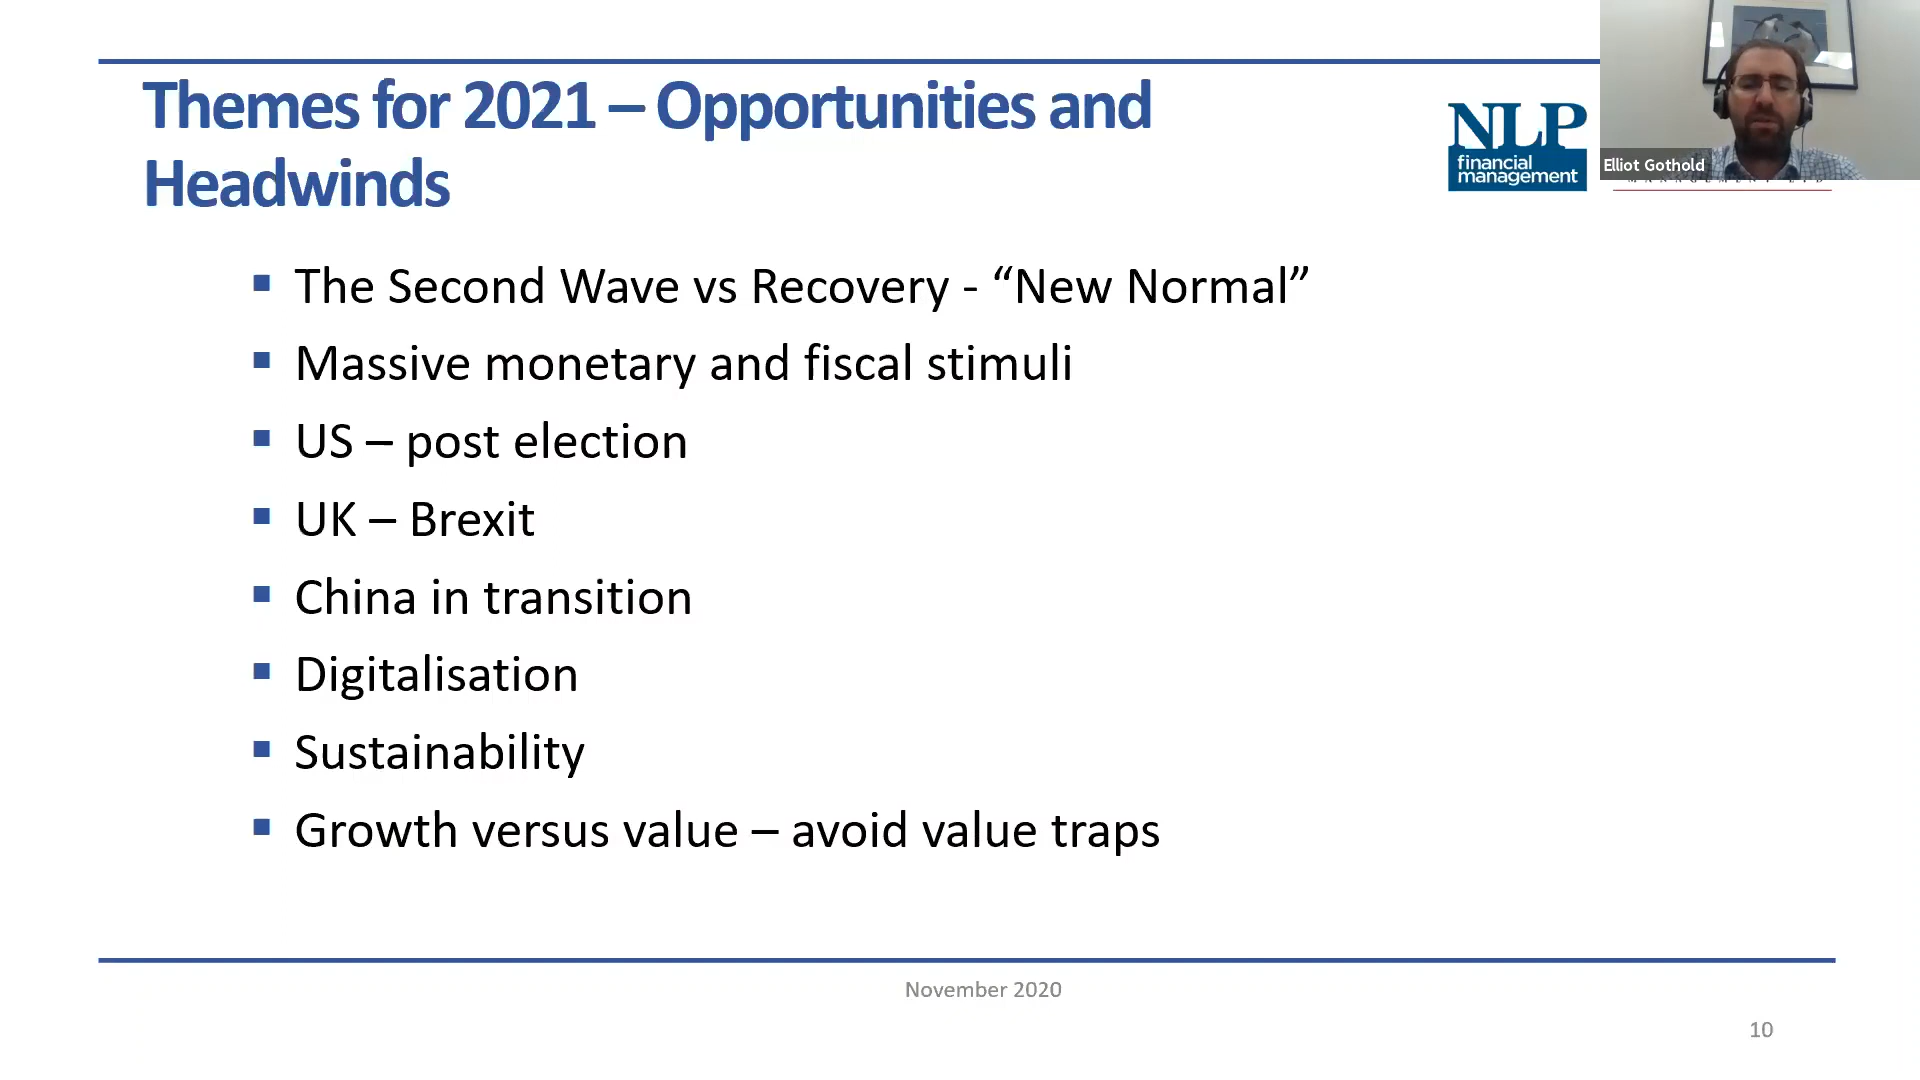 Themes for 2021 – Opportunities and
Headwinds
NLP
financial
management
Elliot Gothold
▪ The Second Wave vs Recovery - “New Normal”
▪ Massive monetary and fiscal stimuli
▪ US – post election
▪ UK – Brexit
▪ China in transition
▪ Digitalisation
▪ Sustainability
▪ Growth versus value – avoid value traps
November 2020
10